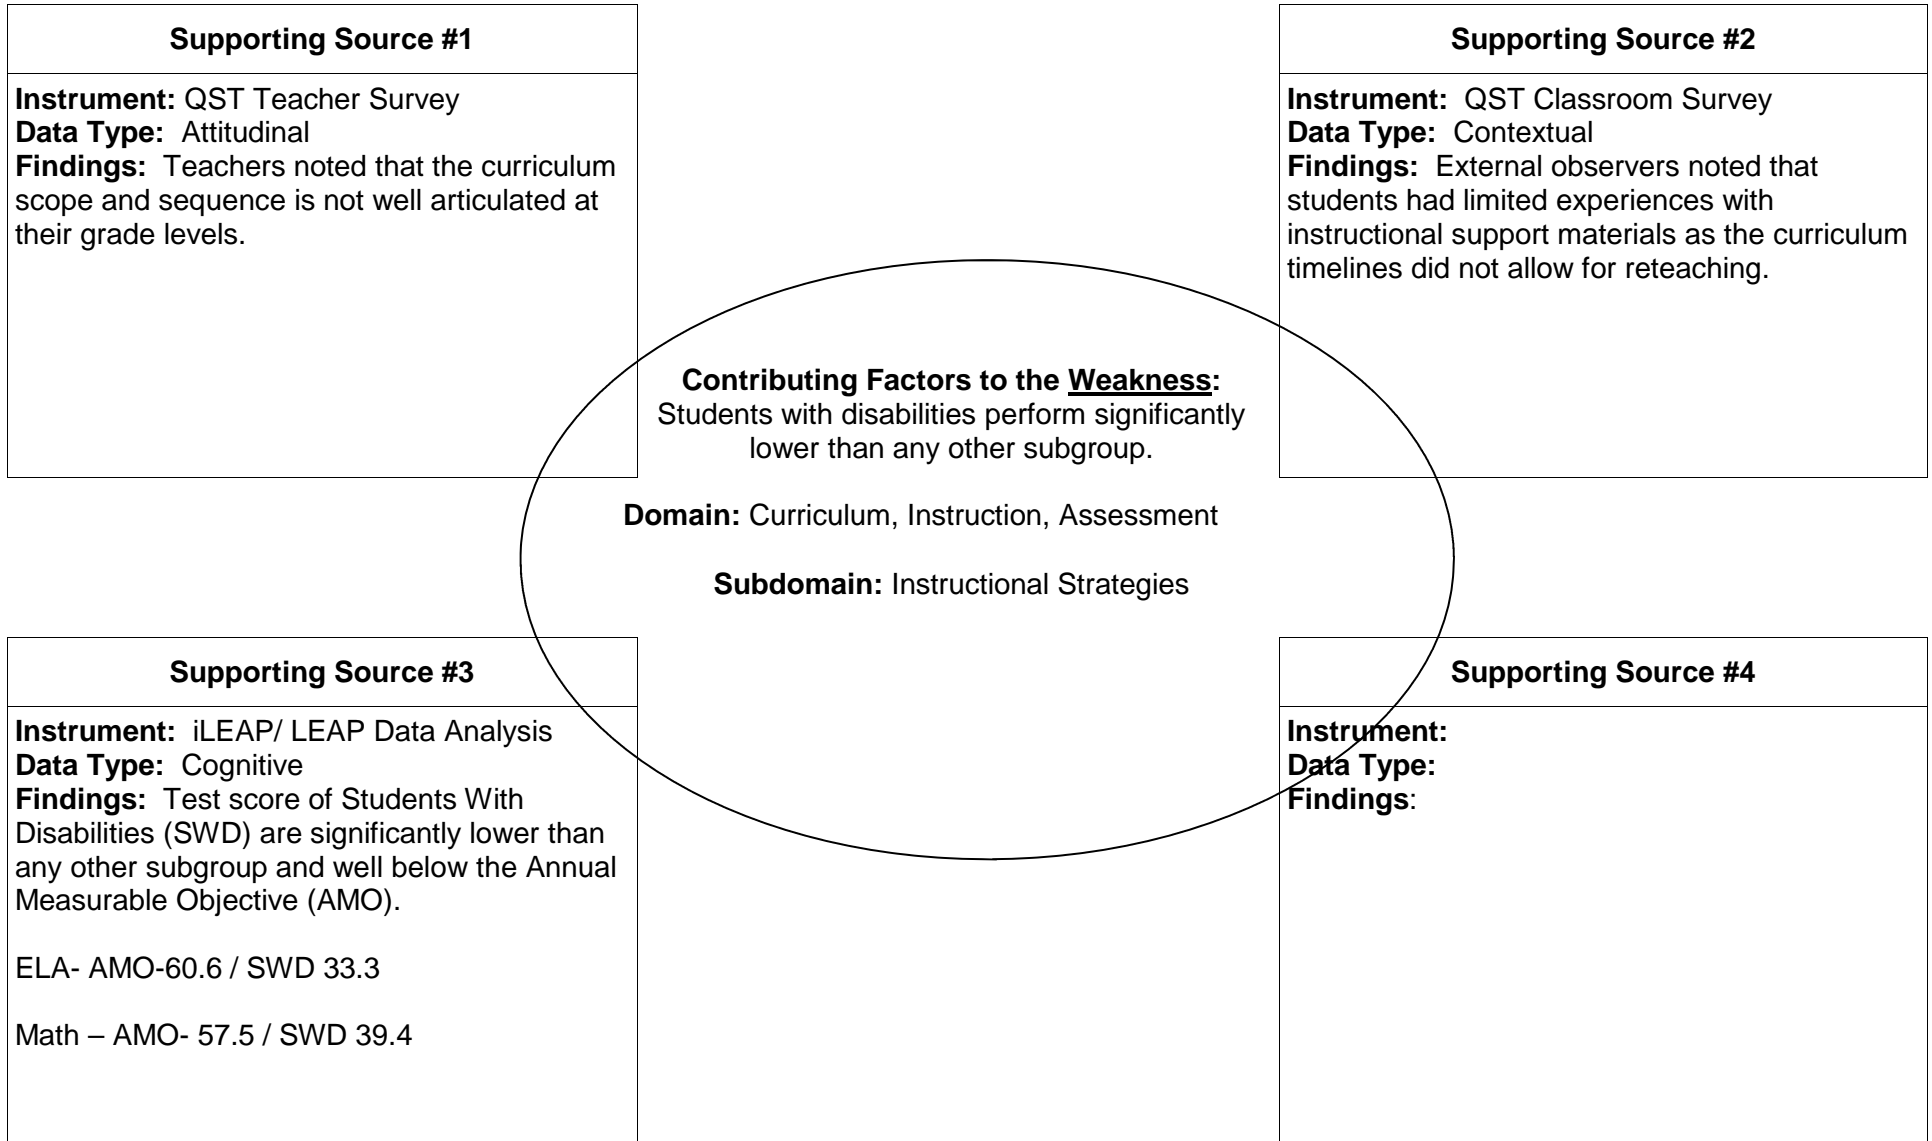 Supporting Source #1
Instrument: QST Teacher Survey
Data Type: Attitudinal
Findings: Teachers noted that the curriculum
scope and sequence is not well articulated at
their grade levels.
Supporting Source #2
Instrument: QST Classroom Survey
Data Type: Contextual
Findings: External observers noted that
students had limited experiences with
instructional support materials as the curriculum
timelines did not allow for reteaching.
Contributing Factors to the Weakness:
Students with disabilities perform significantly
lower than any other subgroup.
Domain: Curriculum, Instruction, Assessment
Subdomain: Instructional Strategies
Supporting Source #3
Instrument: iLEAP/ LEAP Data Analysis
Data Type: Cognitive
Findings: Test score of Students With
Disabilities (SWD) are significantly lower than
any other subgroup and well below the Annual
Measurable Objective (AMO).
ELA- AMO-60.6 / SWD 33.3
Math – AMO- 57.5 / SWD 39.4
Supporting Source #4
Instrument:
Data Type:
Findings: